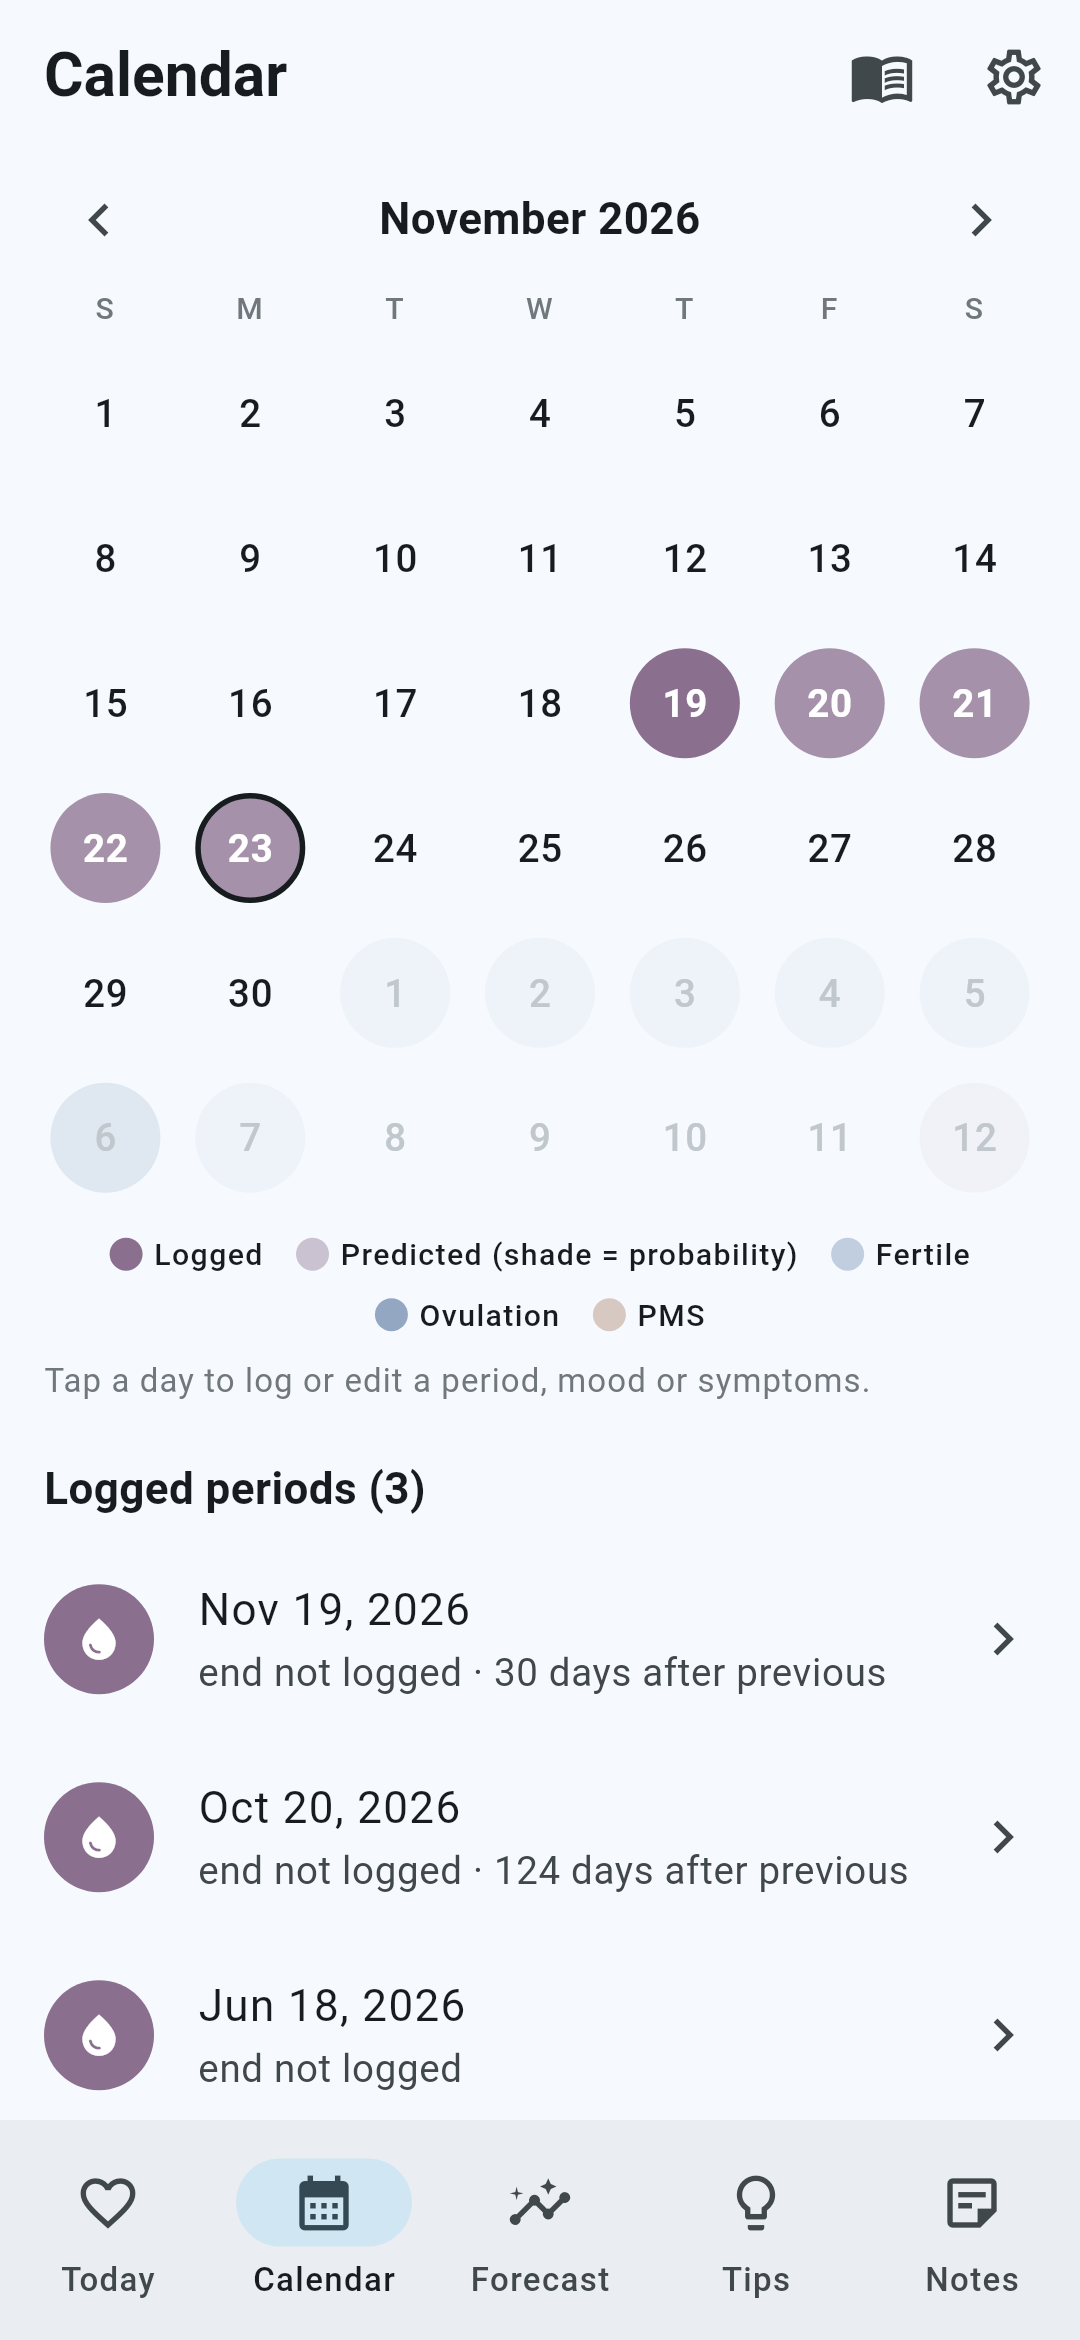 Calendar
November 2026
S M T W T F S
1 2 3 4 5 6 7
8 9 10 11 12 13 14
15 16 17 18 19 20 21
22 23 24 25 26 27 28
29 30 1 2 3 4 5
6 7 8 9 10 11 12
Logged Predicted (shade = probability) Fertile
Ovulation PMS
Tap a day to log or edit a period, mood or symptoms.
Logged periods (3)
Nov 19, 2026
end not logged · 30 days after previous
Oct 20, 2026
end not logged · 124 days after previous
Jun 18, 2026
end not logged
Today Calendar Forecast Tips Notes